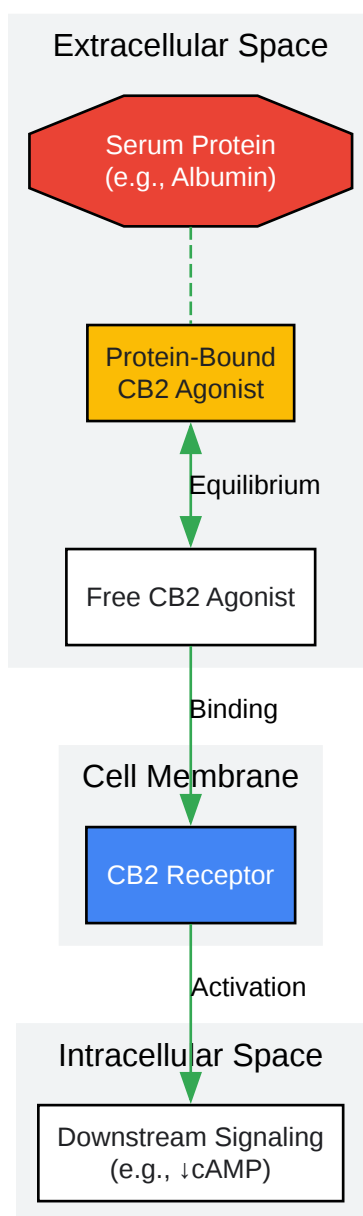 Extracellular Space
Serum Protein
(e.g., Albumin)
Protein-Bound
CB2 Agonist
Equilibrium
Free CB2 Agonist
Binding
Cell Membrane
CB2 Receptor
Activation
Intracellular Space
Downstream Signaling
(e.g., ↓cAMP)